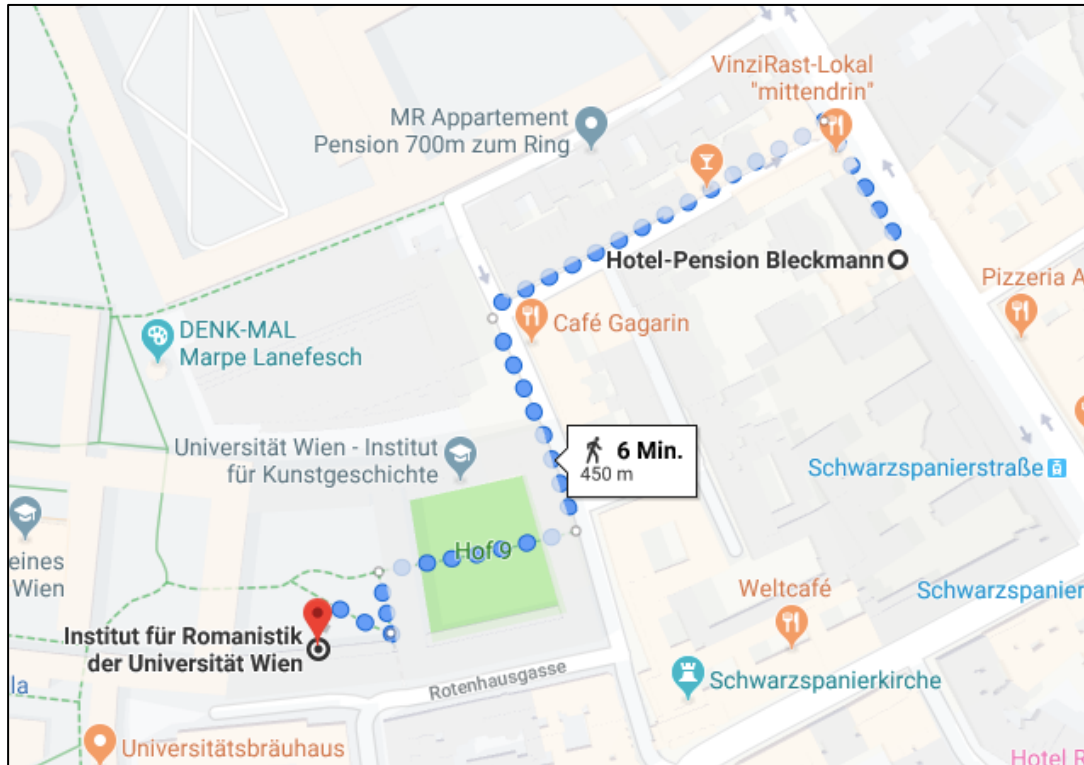 VinziRast-Lokal
"mittendrin"
MR Appartement
Pension 700m zum Ring
Hotel-Pension Bleckmann
Pizzeria A
Café Gagarin
DENK-MAL
Marpe Lanefesch
6 Min.
450 m
Universität Wien - Institut
für Kunstgeschichte
Schwarzspanierstraße
Hof 9
eines
Wien
Weltcafé
Schwarzspanier
Institut für Romanistik
der Universität Wien
Rotenhausgasse
Schwarzspanierkirche
la
Universitätsbräuhaus
Hotel R